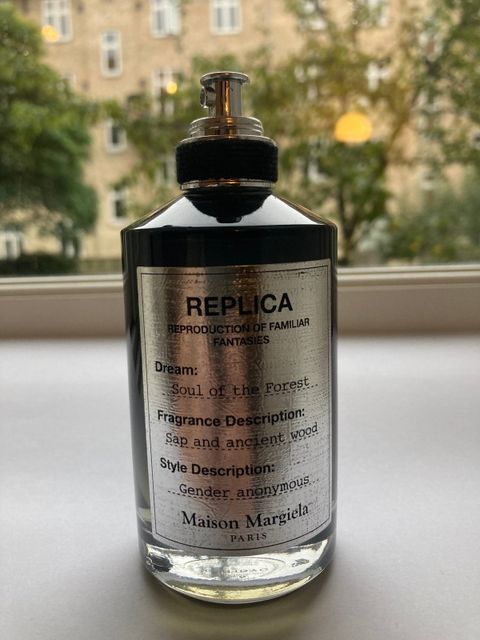 REPLICA
REPRODUCTION OF FAMILIAR
FANTASIES
Dream:
Soul of the Forest
Fragrance Description:
Sap and ancient wood
Style Description:
Gender anonymous
Maison Margiela
PARIS